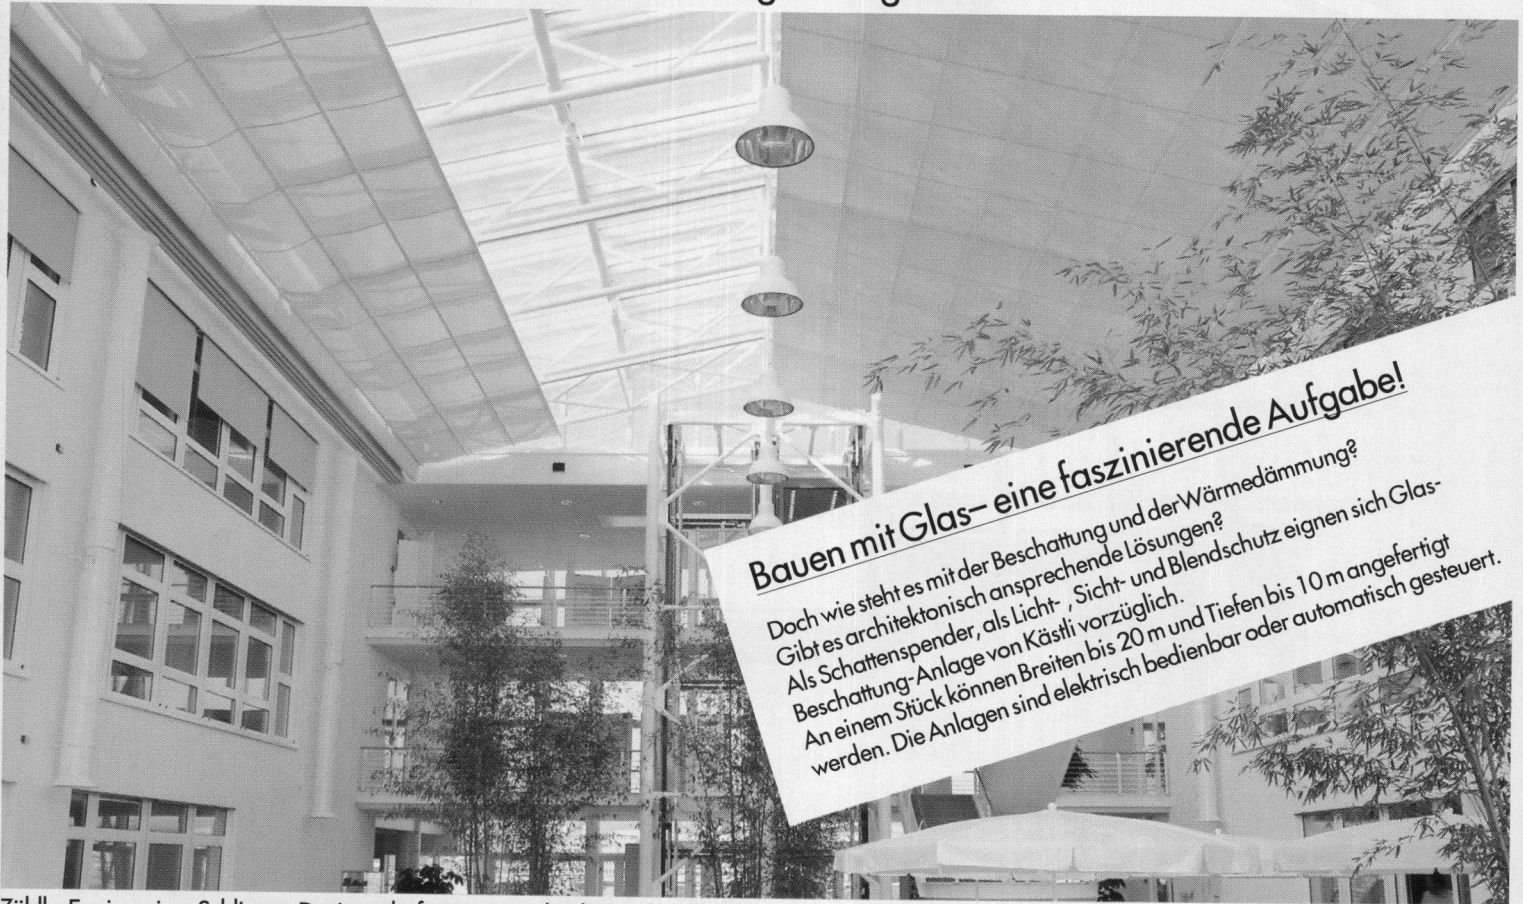 Bauen mit Glas – eine faszinierende Aufgabe!
Doch wie steht es mit der Beschattung und der Wärmedämmung?
Gibt es architektonisch ansprechende Lösungen?
Als Schattenspender, als Licht- , Sicht- und Blendschutz eignen sich Glas-
Beschattung-Anlage von Kästli vorzüglich.
An einem Stück können Breiten bis 20 m und Tiefen bis 10 m angefertigt
werden. Die Anlagen sind elektrisch bedienbar oder automatisch gesteuert.